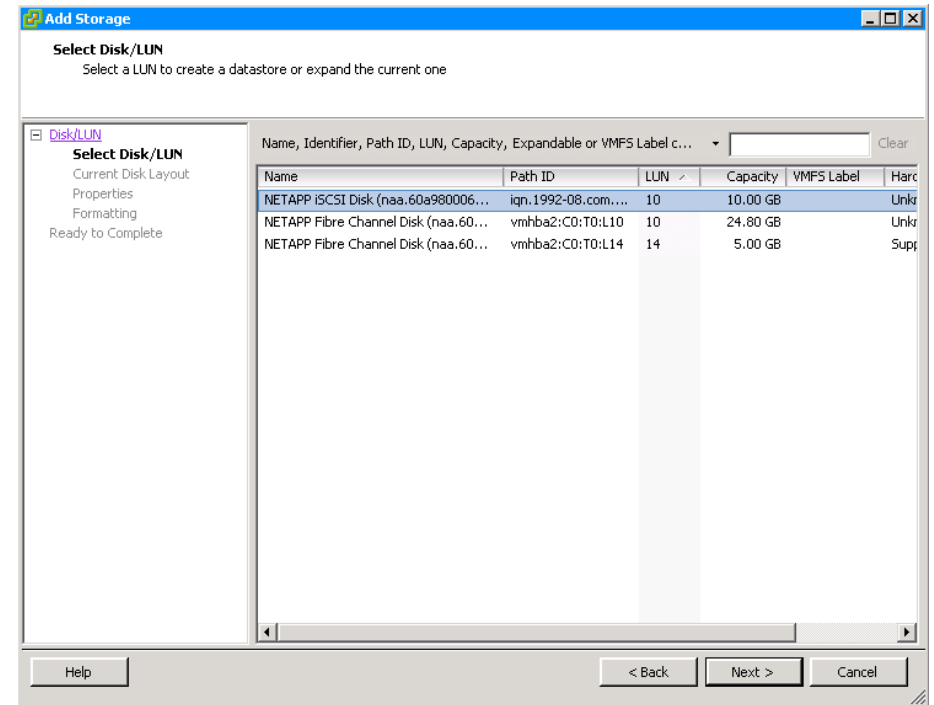 Add Storage
Select Disk/LUN
Select a LUN to create a datastore or expand the current one
Disk/LUN
Select Disk/LUN
Current Disk Layout
Properties
Formatting
Ready to Complete
Name, Identifier, Path ID, LUN, Capacity, Expandable or VMFS Label c... Clear
Name Path ID LUN Capacity VMFS Label Hard
NETAPP iSCSI Disk (naa.60a980006... iqn.1992-08.com.... 10 10.00 GB Unkr
NETAPP Fibre Channel Disk (naa.60... vmhba2:C0:T0:L10 10 24.80 GB Unkr
NETAPP Fibre Channel Disk (naa.60... vmhba2:C0:T0:L14 14 5.00 GB Supp
Help < Back Next > Cancel